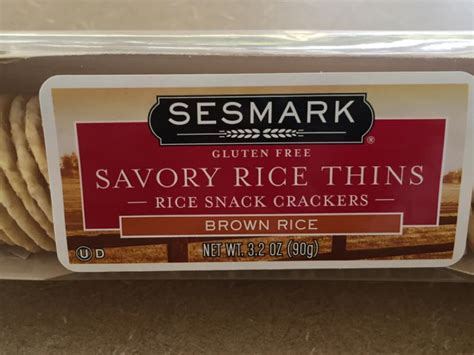 SESMARK
®
GLUTEN FREE
SAVORY RICE THINS
RICE SNACK CRACKERS
BROWN RICE
NET WT. 3.2 OZ (90g)
U D